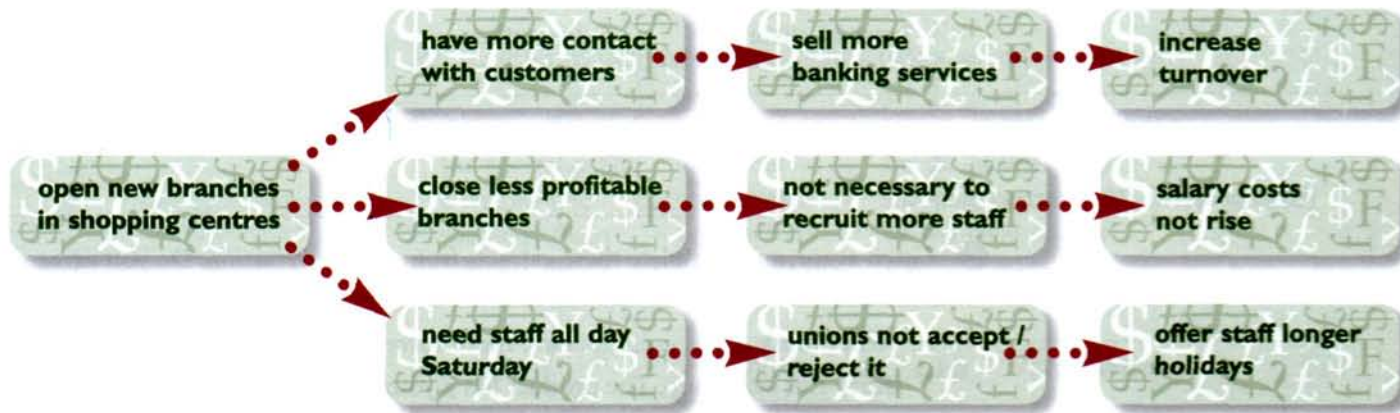 have more contact
with customers
sell more
banking services
increase
turnover
open new branches
in shopping centres
close less profitable
branches
not necessary to
recruit more staff
salary costs
not rise
need staff all day
Saturday
unions not accept /
reject it
offer staff longer
holidays